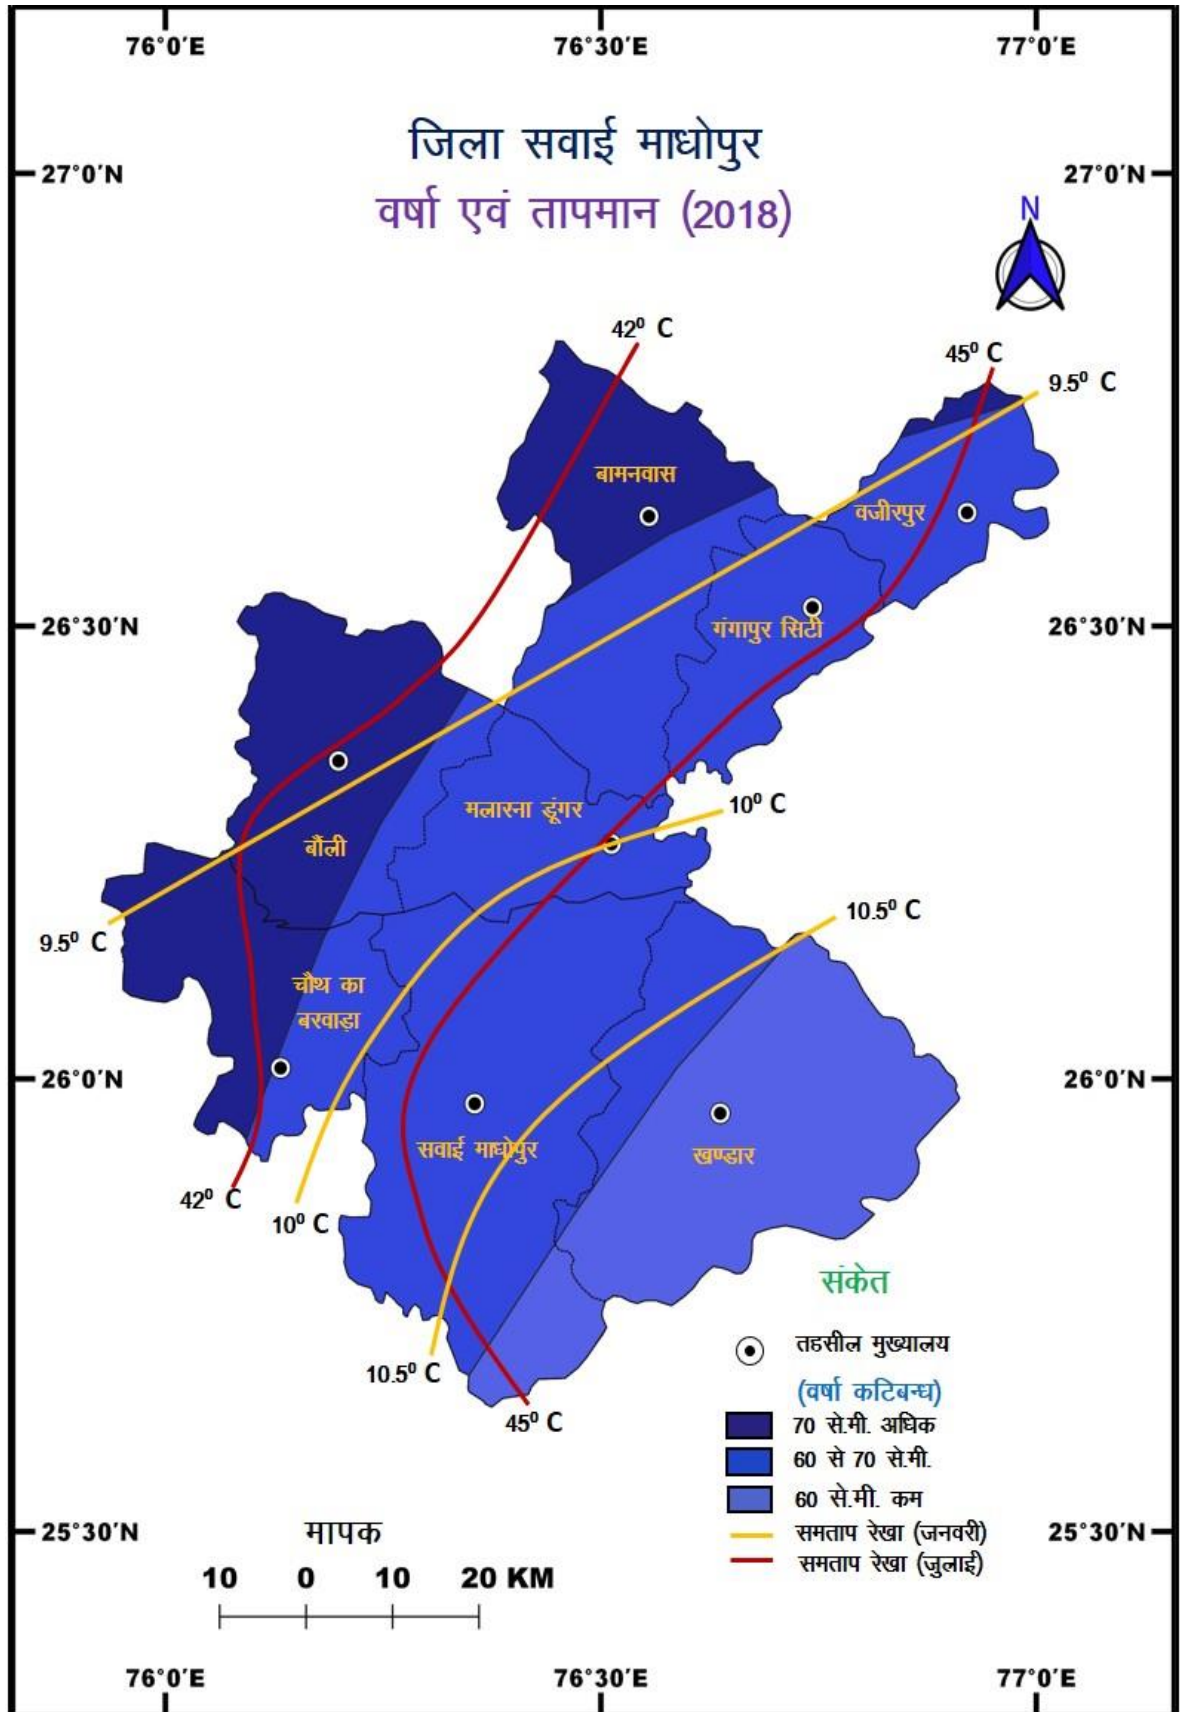 76°0'E 76°30'E 77°0'E
जिला सवाई माधोपुर
27°0'N 27°0'N
वर्षा एवं तापमान (2018)
N
42⁰ C
45⁰ C
9.5⁰ C
बामनवास
वजीरपुर
26°30'N गंगापुर सिटी 26°30'N
मलारना डूंगर
10⁰ C
बौंली
10.5⁰ C
9.5⁰ C
चौथ का
बरवाड़ा
26°0'N 26°0'N
सवाई माधोपुर
खण्डार
42⁰ C
10⁰ C
संकेत
तहसील मुख्यालय
10.5⁰ C
(वर्षा कटिबन्ध)
45⁰ C
70 से.मी. अधिक
60 से 70 से.मी.
60 से.मी. कम
25°30'N मापक 25°30'N
समताप रेखा (जनवरी)
समताप रेखा (जुलाई)
10 0 10 20 KM
76°0'E 76°30'E 77°0'E